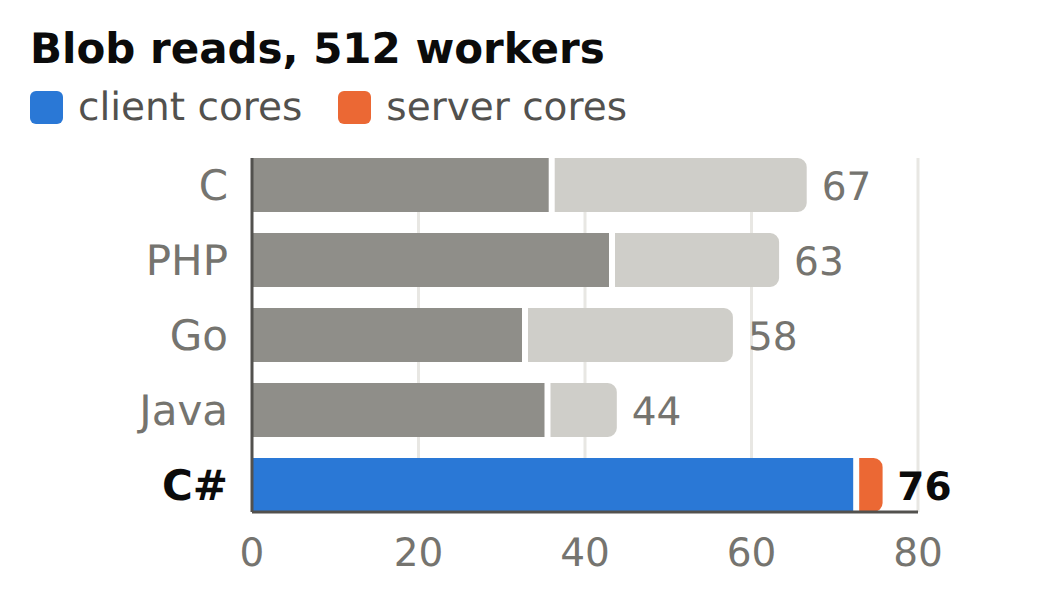 Blob reads, 512 workers
client cores server cores
C 67
PHP 63
Go 58
Java 44
C# 76
0 20 40 60 80